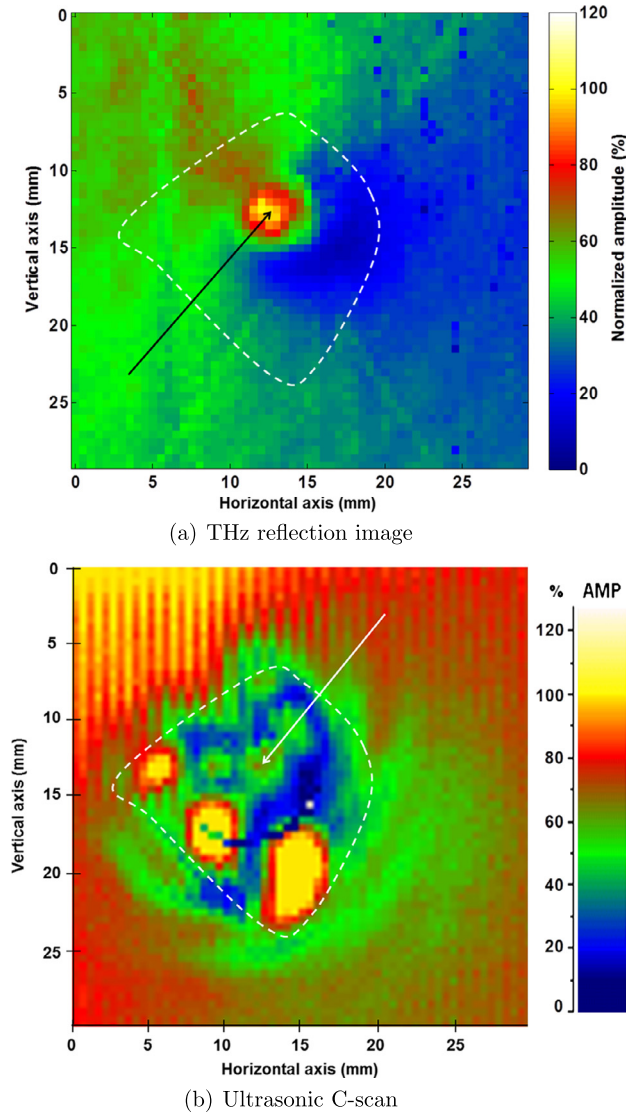 0
5
10
15
20
25
Vertical axis (mm)
0 5 10 15 20 25
Horizontal axis (mm)
120
100
80
60
40
20
0
Normalized amplitude (%)
(a) THz reflection image
0
5
10
15
20
25
Vertical axis (mm)
0 5 10 15 20 25
Horizontal axis (mm)
% AMP
120
100
80
60
40
20
0
(b) Ultrasonic C-scan